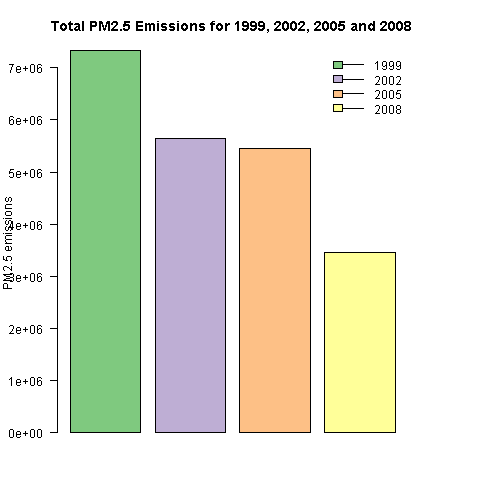 Total PM2.5 Emissions for 1999, 2002, 2005 and 2008
1999
2002
2005
2008
7e+06
6e+06
5e+06
4e+06
3e+06
2e+06
1e+06
0e+00
PM2.5 emissions